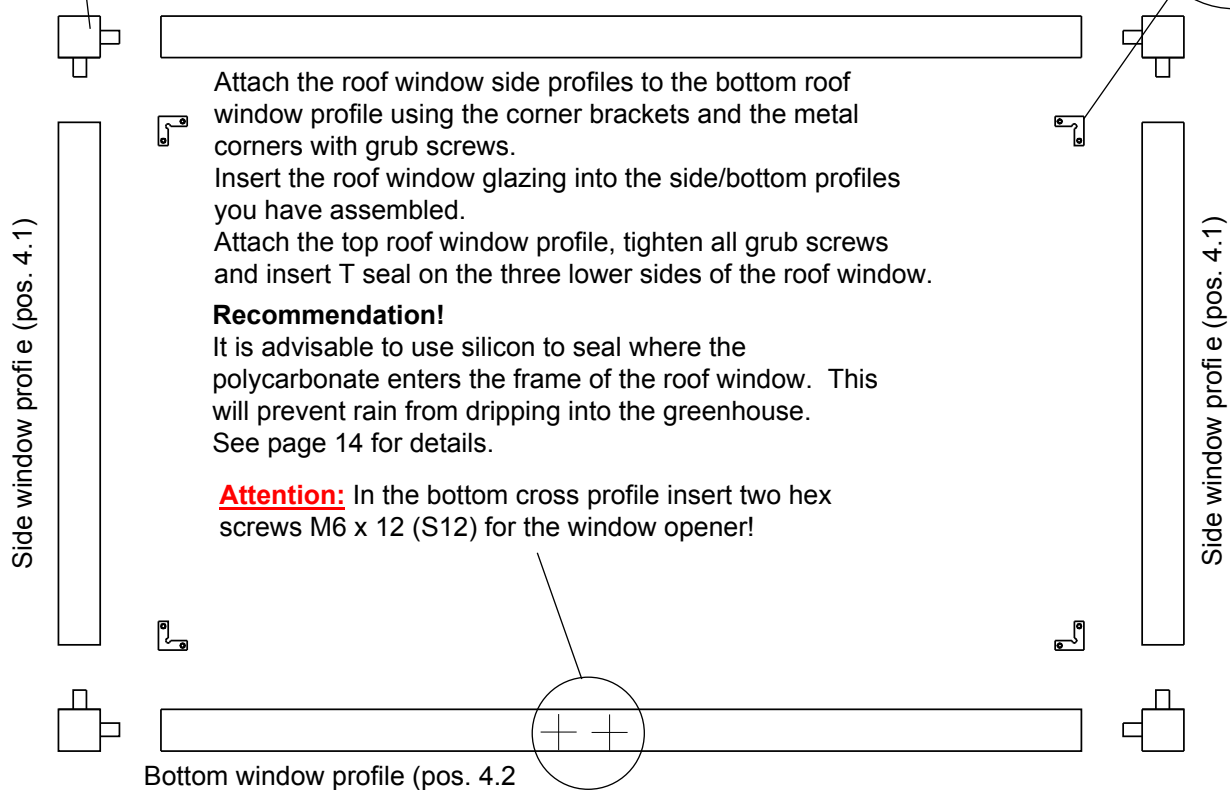 Attach the roof window side profiles to the bottom roof
window profile using the corner brackets and the metal
corners with grub screws.
Insert the roof window glazing into the side/bottom profiles
you have assembled.
Attach the top roof window profile, tighten all grub screws
and insert T seal on the three lower sides of the roof window.
Recommendation!
It is advisable to use silicon to seal where the
polycarbonate enters the frame of the roof window. This
will prevent rain from dripping into the greenhouse.
See page 14 for details.
Attention: In the bottom cross profile insert two hex
screws M6 x 12 (S12) for the window opener!
Side window profi e (pos. 4.1)
Side window profi e (pos. 4.1)
Bottom window profile (pos. 4.2